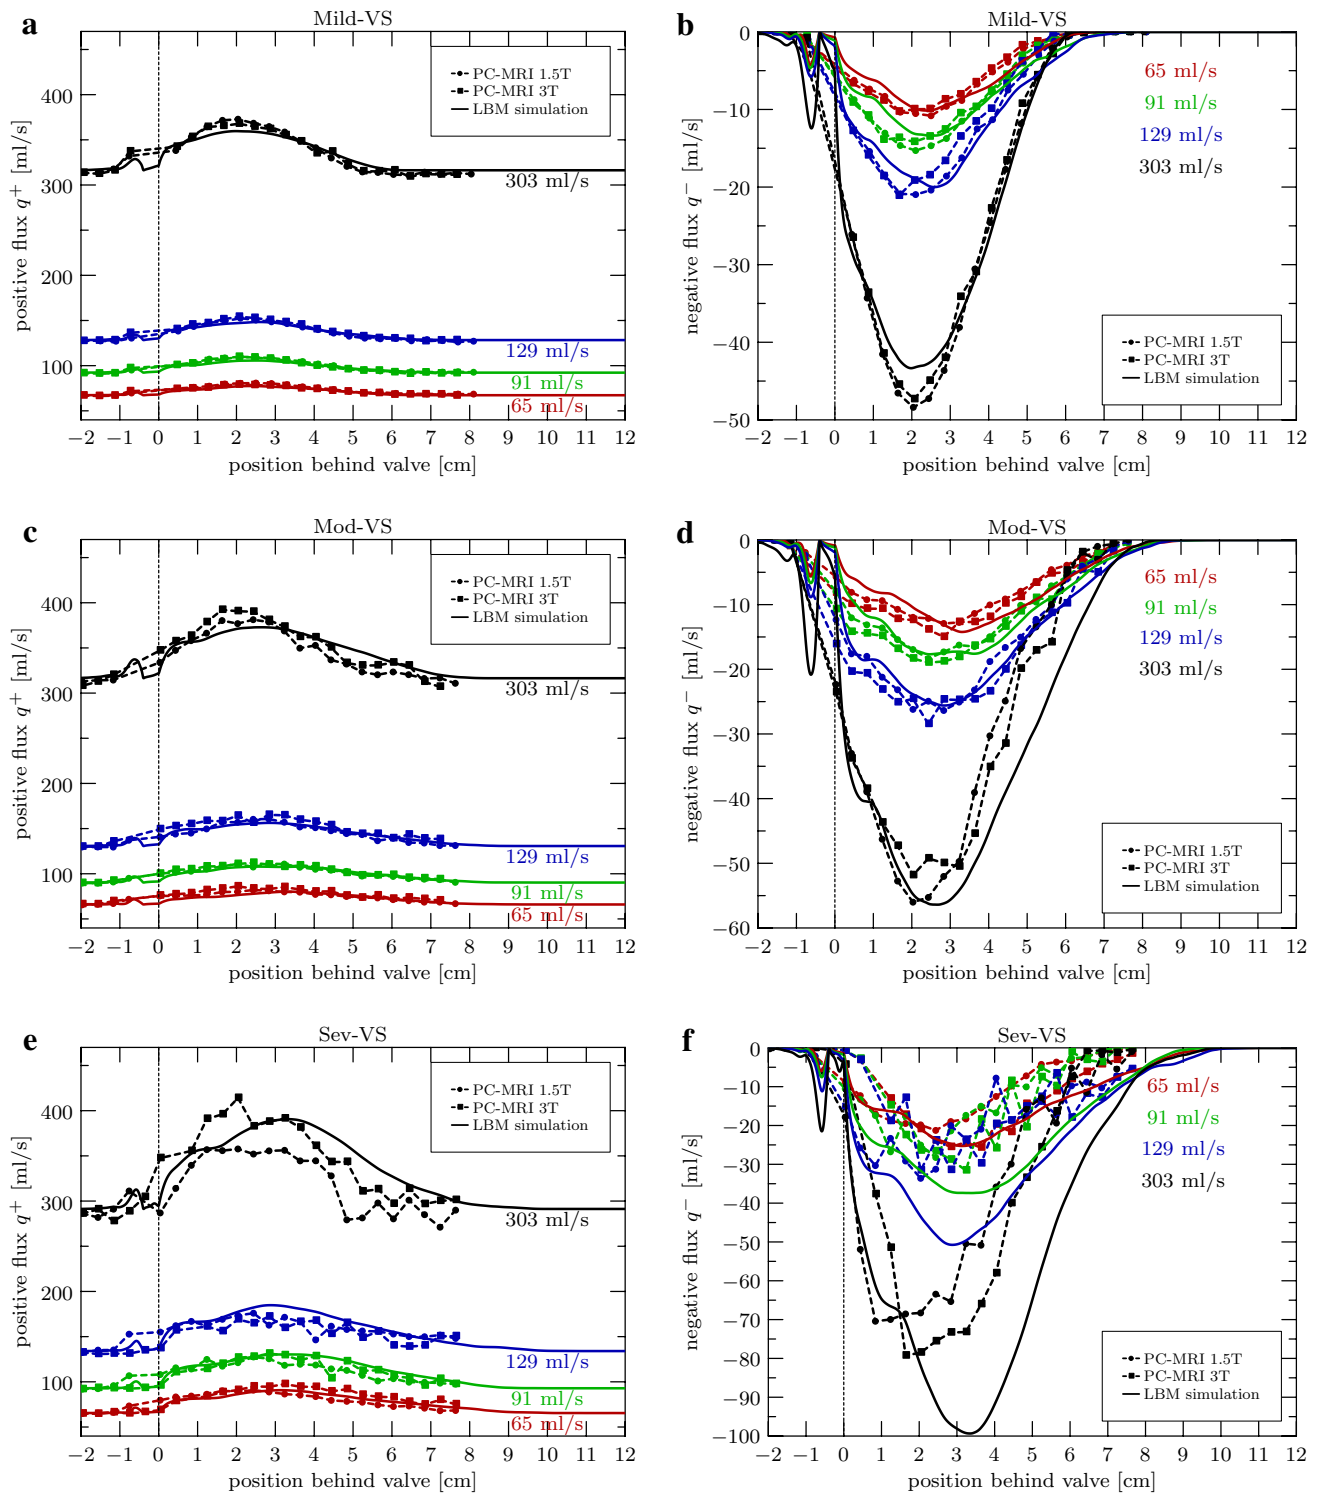 a
Mild-VS
positive flux q⁺ [ml/s]
400
300
200
100
PC-MRI 1.5T
PC-MRI 3T
LBM simulation
303 ml/s
129 ml/s
91 ml/s
65 ml/s
−2 −1 0 1 2 3 4 5 6 7 8 9 10 11 12
position behind valve [cm]
b
Mild-VS
negative flux q⁻ [ml/s]
0
−10
−20
−30
−40
−50
65 ml/s
91 ml/s
129 ml/s
303 ml/s
PC-MRI 1.5T
PC-MRI 3T
LBM simulation
−2 −1 0 1 2 3 4 5 6 7 8 9 10 11 12
position behind valve [cm]
c
Mod-VS
positive flux q⁺ [ml/s]
400
300
200
100
PC-MRI 1.5T
PC-MRI 3T
LBM simulation
303 ml/s
129 ml/s
91 ml/s
65 ml/s
−2 −1 0 1 2 3 4 5 6 7 8 9 10 11 12
position behind valve [cm]
d
Mod-VS
negative flux q⁻ [ml/s]
0
−10
−20
−30
−40
−50
−60
65 ml/s
91 ml/s
129 ml/s
303 ml/s
PC-MRI 1.5T
PC-MRI 3T
LBM simulation
−2 −1 0 1 2 3 4 5 6 7 8 9 10 11 12
position behind valve [cm]
e
Sev-VS
positive flux q⁺ [ml/s]
400
300
200
100
PC-MRI 1.5T
PC-MRI 3T
LBM simulation
303 ml/s
129 ml/s
91 ml/s
65 ml/s
−2 −1 0 1 2 3 4 5 6 7 8 9 10 11 12
position behind valve [cm]
f
Sev-VS
negative flux q⁻ [ml/s]
0
−10
−20
−30
−40
−50
−60
−70
−80
−90
−100
65 ml/s
91 ml/s
129 ml/s
303 ml/s
PC-MRI 1.5T
PC-MRI 3T
LBM simulation
−2 −1 0 1 2 3 4 5 6 7 8 9 10 11 12
position behind valve [cm]